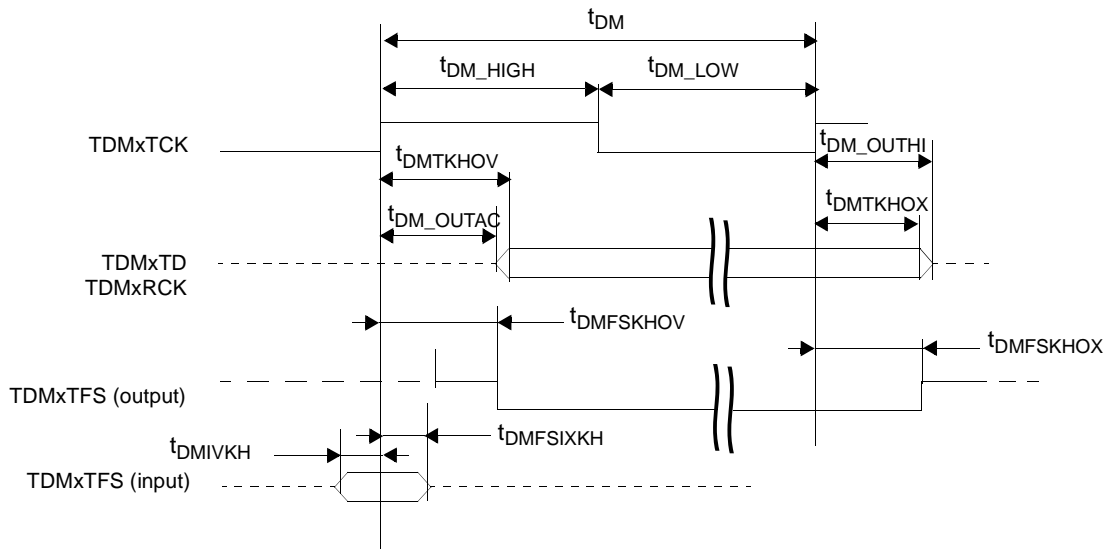 tDM
tDM_HIGH
tDM_LOW
TDMxTCK
tDM_OUTHI
tDMTKHOV
tDMTKHOX
tDM_OUTAC
TDMxTD
TDMxRCK
tDMFSKHOV
tDMFSKHOX
TDMxTFS (output)
tDMFSIXKH
tDMIVKH
TDMxTFS (input)